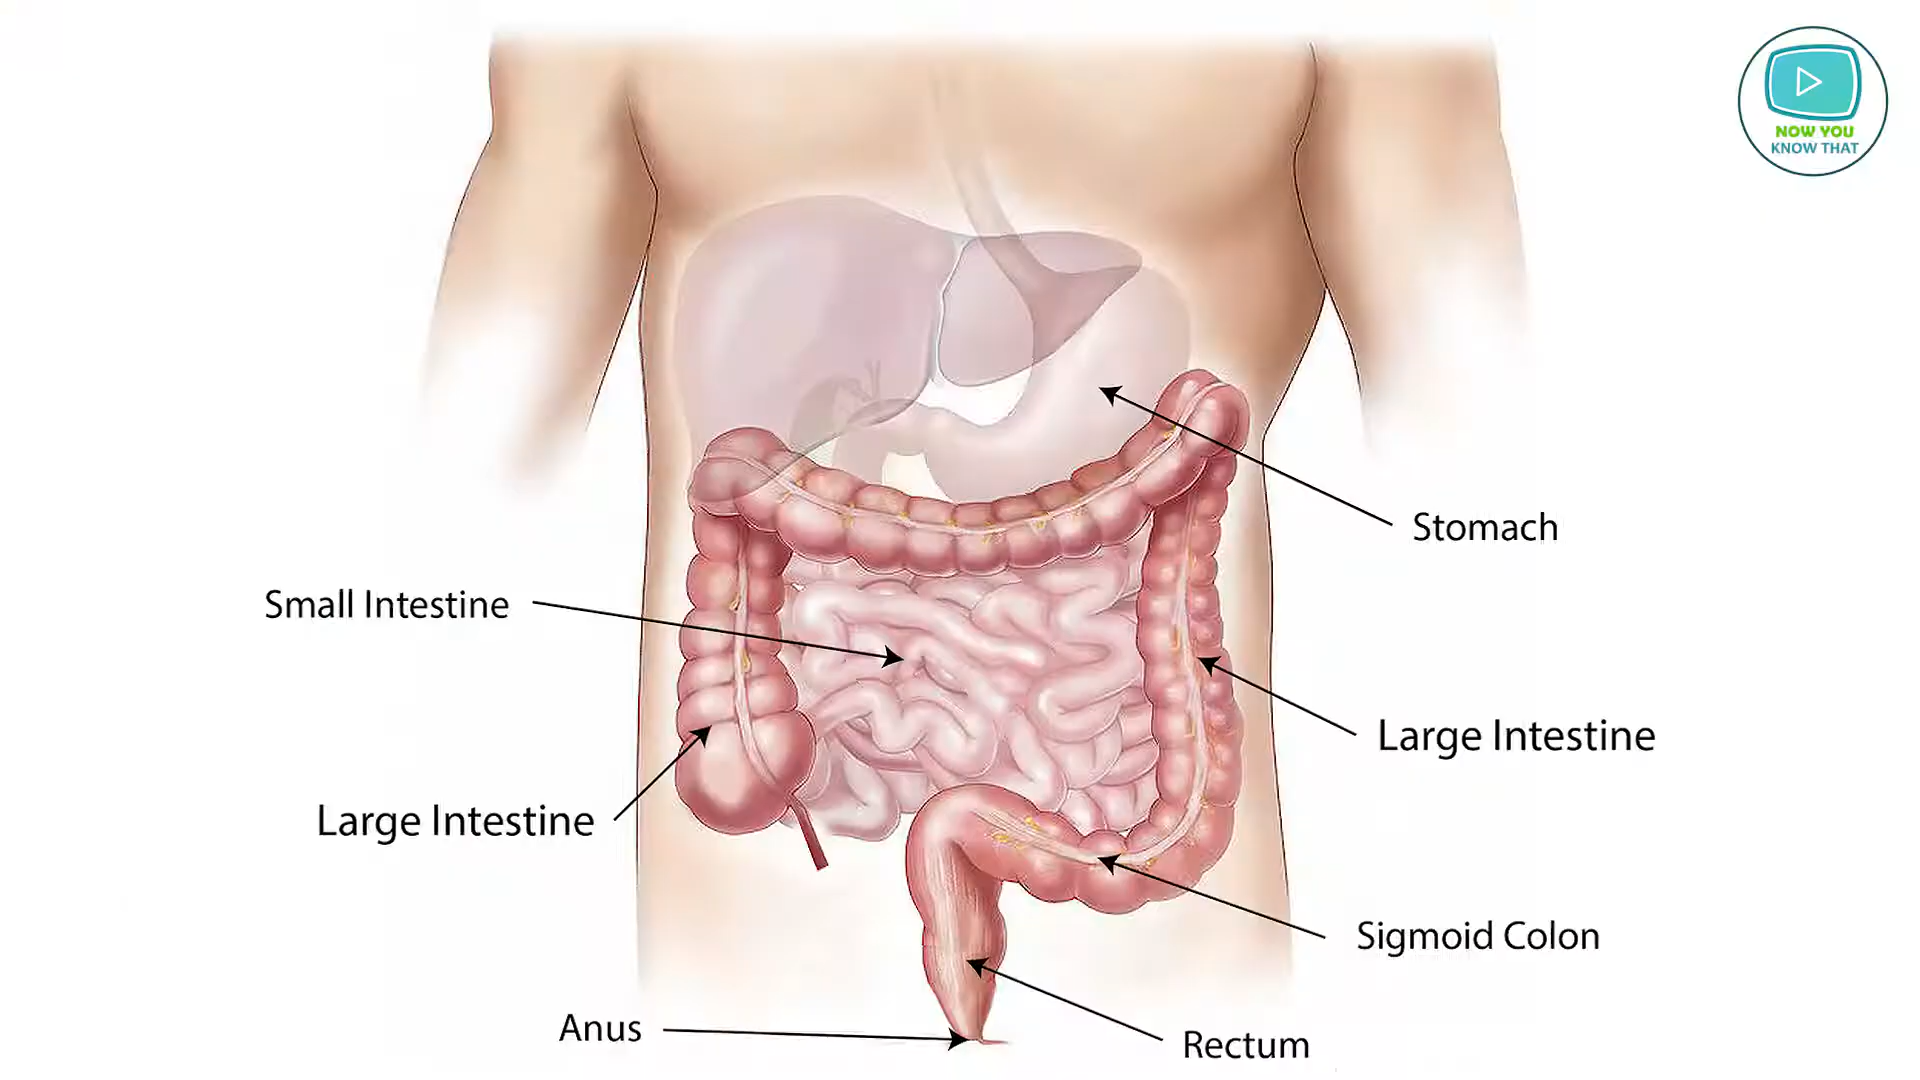 NOW YOU
KNOW THAT
Stomach
Small Intestine
Large Intestine
Large Intestine
Sigmoid Colon
Anus
Rectum